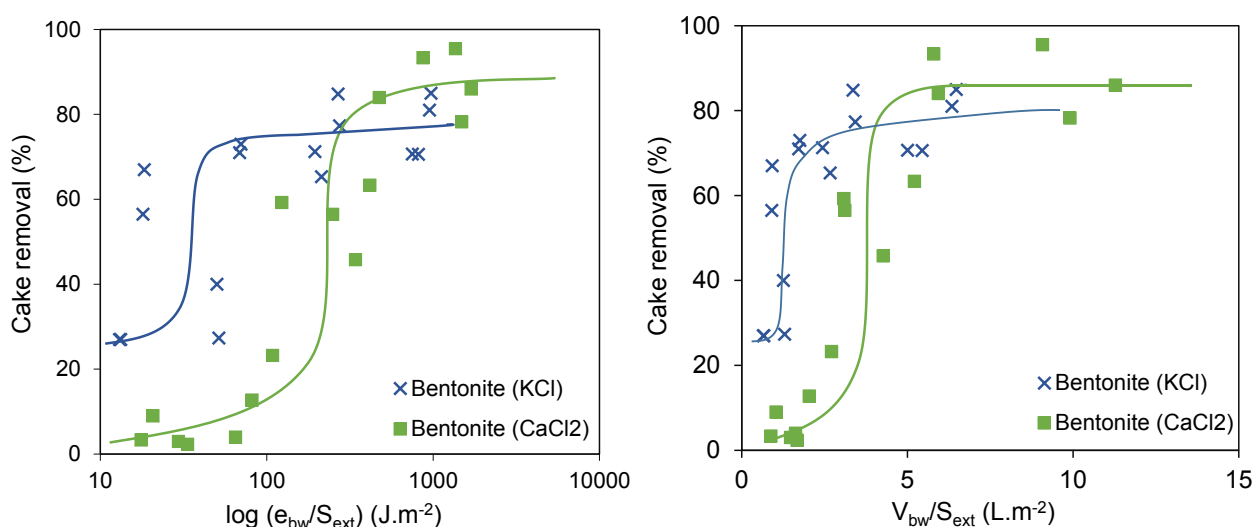 100
80
60
40
20
0
Cake removal (%)
10
100
1000
10000
log (e_bw/S_ext) (J.m⁻²)
Bentonite (KCl)
Bentonite (CaCl2)
100
80
60
40
20
0
Cake removal (%)
0
5
10
15
V_bw/S_ext (L.m⁻²)
Bentonite (KCl)
Bentonite (CaCl2)